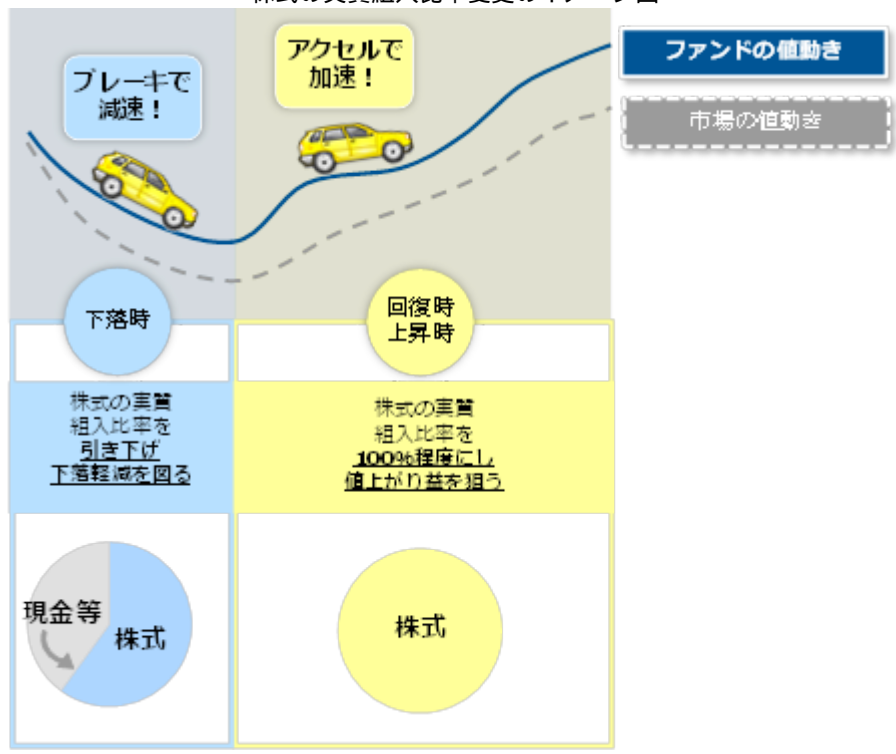 ブレーキで
減速！
アクセルで
加速！
ファンドの値動き
市場の値動き
下落時
回復時
上昇時
株式の実質
組入比率を
引き下げ
下落軽減を図る
株式の実質
組入比率を
100%程度にし
値上がり益を狙う
現金等
株式
株式